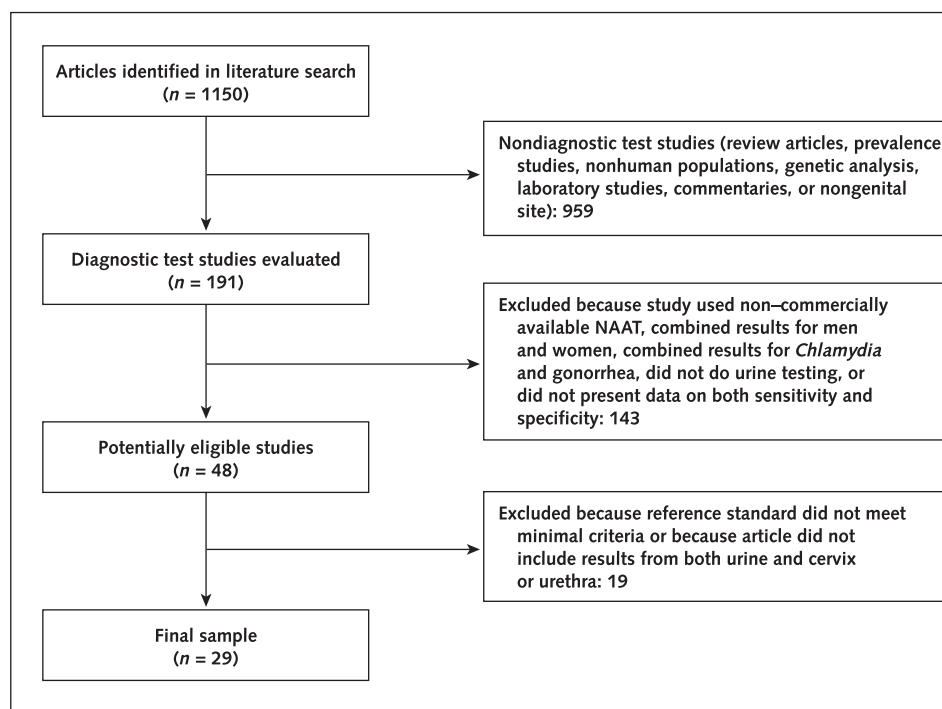 Articles identified in literature search
(n = 1150)
Nondiagnostic test studies (review articles, prevalence
studies, nonhuman populations, genetic analysis,
laboratory studies, commentaries, or nongenital
site): 959
Diagnostic test studies evaluated
(n = 191)
Excluded because study used non–commercially
available NAAT, combined results for men
and women, combined results for Chlamydia
and gonorrhea, did not do urine testing, or
did not present data on both sensitivity and
specificity: 143
Potentially eligible studies
(n = 48)
Excluded because reference standard did not meet
minimal criteria or because article did not
include results from both urine and cervix
or urethra: 19
Final sample
(n = 29)